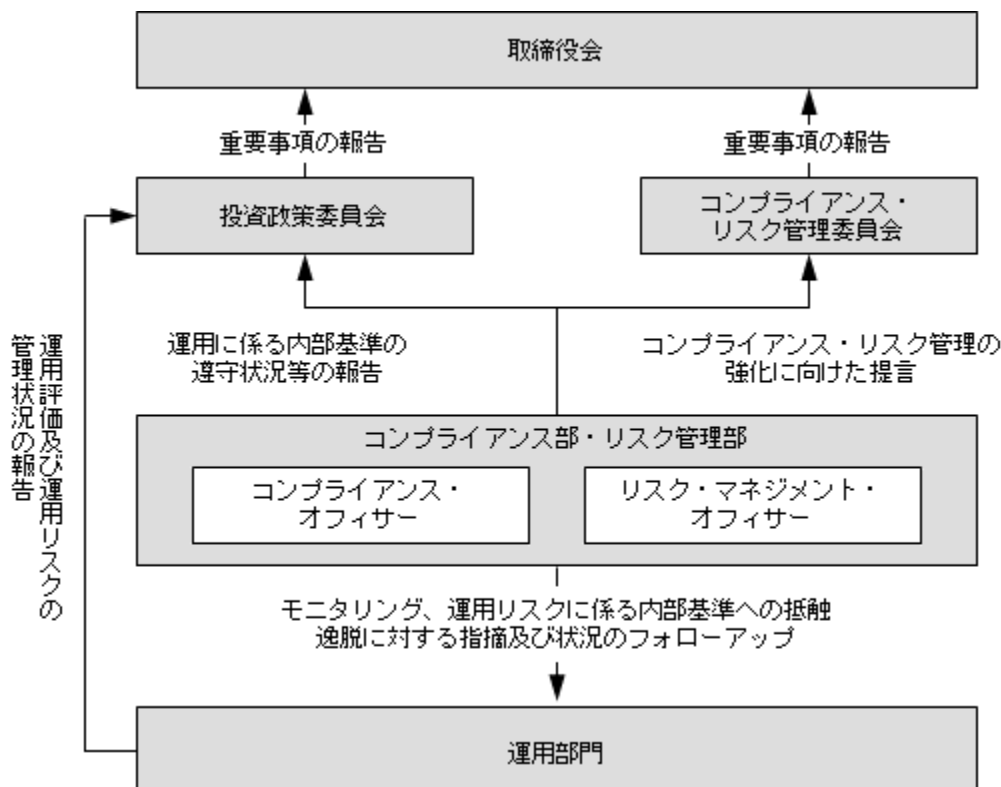 取締役会
重要事項の報告
重要事項の報告
投資政策委員会
コンプライアンス・
リスク管理委員会
運用に係る内部基準の
遵守状況等の報告
コンプライアンス・リスク管理の
強化に向けた提言
運用評価及び運用リスクの
管理状況の報告
コンプライアンス部・リスク管理部
コンプライアンス・
オフィサー
リスク・マネジメント・
オフィサー
モニタリング、運用リスクに係る内部基準への抵触
逸脱に対する指摘及び状況のフォローアップ
運用部門